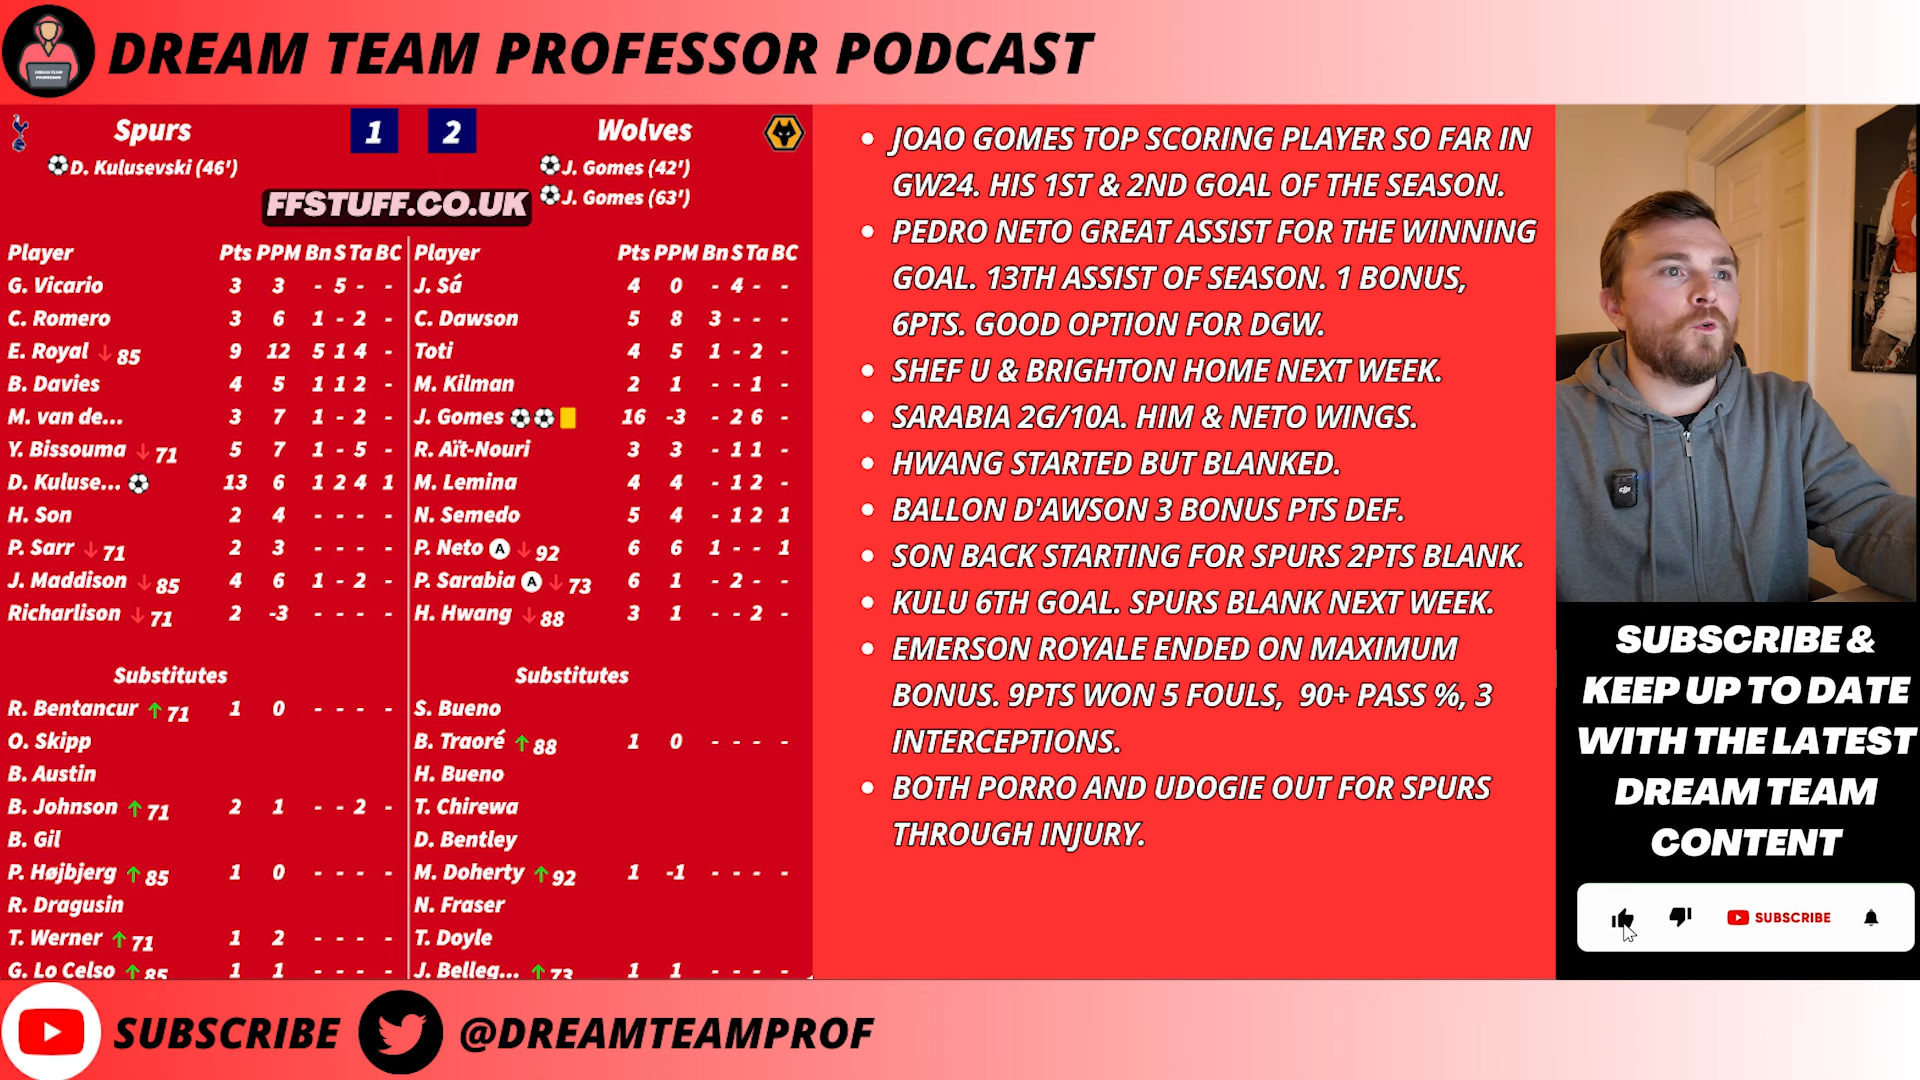 DREAM TEAM PROFESSOR PODCAST
Spurs 1 2 Wolves
D. Kulusevski (46')
J. Gomes (42')
J. Gomes (63')
FFSTUFF.CO.UK
Player Pts PPM Bn S Ta BC
G. Vicario 3 3 - 5 - -
C. Romero 3 6 1 - 2 -
E. Royal ↓ 85 9 12 5 1 4 -
B. Davies 4 5 1 1 2 -
M. van de... 3 7 1 - 2 -
Y. Bissouma ↓ 71 5 7 1 - 5 -
D. Kuluse... 13 6 1 2 4 1
H. Son 2 4 - - - -
P. Sarr ↓ 71 2 3 - - - -
J. Maddison ↓ 85 4 6 1 - 2 -
Richarlison ↓ 71 2 -3 - - - -
Substitutes
R. Bentancur ↑ 71 1 0 - - - -
O. Skipp
B. Austin
B. Johnson ↑ 71 2 1 - - 2 -
B. Gil
P. Højbjerg ↑ 85 1 0 - - - -
R. Dragusin
T. Werner ↑ 71 1 2 - - - -
G. Lo Celso ↑ 85 1 1 - - - -
Player Pts PPM Bn S Ta BC
J. Sá 4 0 - 4 - -
C. Dawson 5 8 3 - - -
Toti 4 5 1 - 2 -
M. Kilman 2 1 - - 1 -
J. Gomes 16 -3 - 2 6 -
R. Aït-Nouri 3 3 - 1 1 -
M. Lemina 4 4 - 1 2 -
N. Semedo 5 4 - 1 2 1
P. Neto A ↓ 92 6 6 1 - - 1
P. Sarabia A ↓ 73 6 1 - 2 - -
H. Hwang ↓ 88 3 1 - - 2 -
Substitutes
S. Bueno
B. Traoré ↑ 88 1 0 - - - -
H. Bueno
T. Chirewa
D. Bentley
M. Doherty ↑ 92 1 -1 - - - -
N. Fraser
T. Doyle
J. Belleg... ↑ 73 1 1 - - - -
• JOAO GOMES TOP SCORING PLAYER SO FAR IN
GW24. HIS 1ST & 2ND GOAL OF THE SEASON.
• PEDRO NETO GREAT ASSIST FOR THE WINNING
GOAL. 13TH ASSIST OF SEASON. 1 BONUS,
6PTS. GOOD OPTION FOR DGW.
• SHEF U & BRIGHTON HOME NEXT WEEK.
• SARABIA 2G/10A. HIM & NETO WINGS.
• HWANG STARTED BUT BLANKED.
• BALLON D'AWSON 3 BONUS PTS DEF.
• SON BACK STARTING FOR SPURS 2PTS BLANK.
• KULU 6TH GOAL. SPURS BLANK NEXT WEEK.
• EMERSON ROYALE ENDED ON MAXIMUM
BONUS. 9PTS WON 5 FOULS, 90+ PASS %, 3
INTERCEPTIONS.
• BOTH PORRO AND UDOGIE OUT FOR SPURS
THROUGH INJURY.
SUBSCRIBE &
KEEP UP TO DATE
WITH THE LATEST
DREAM TEAM
CONTENT
SUBSCRIBE
SUBSCRIBE
@DREAMTEAMPROF